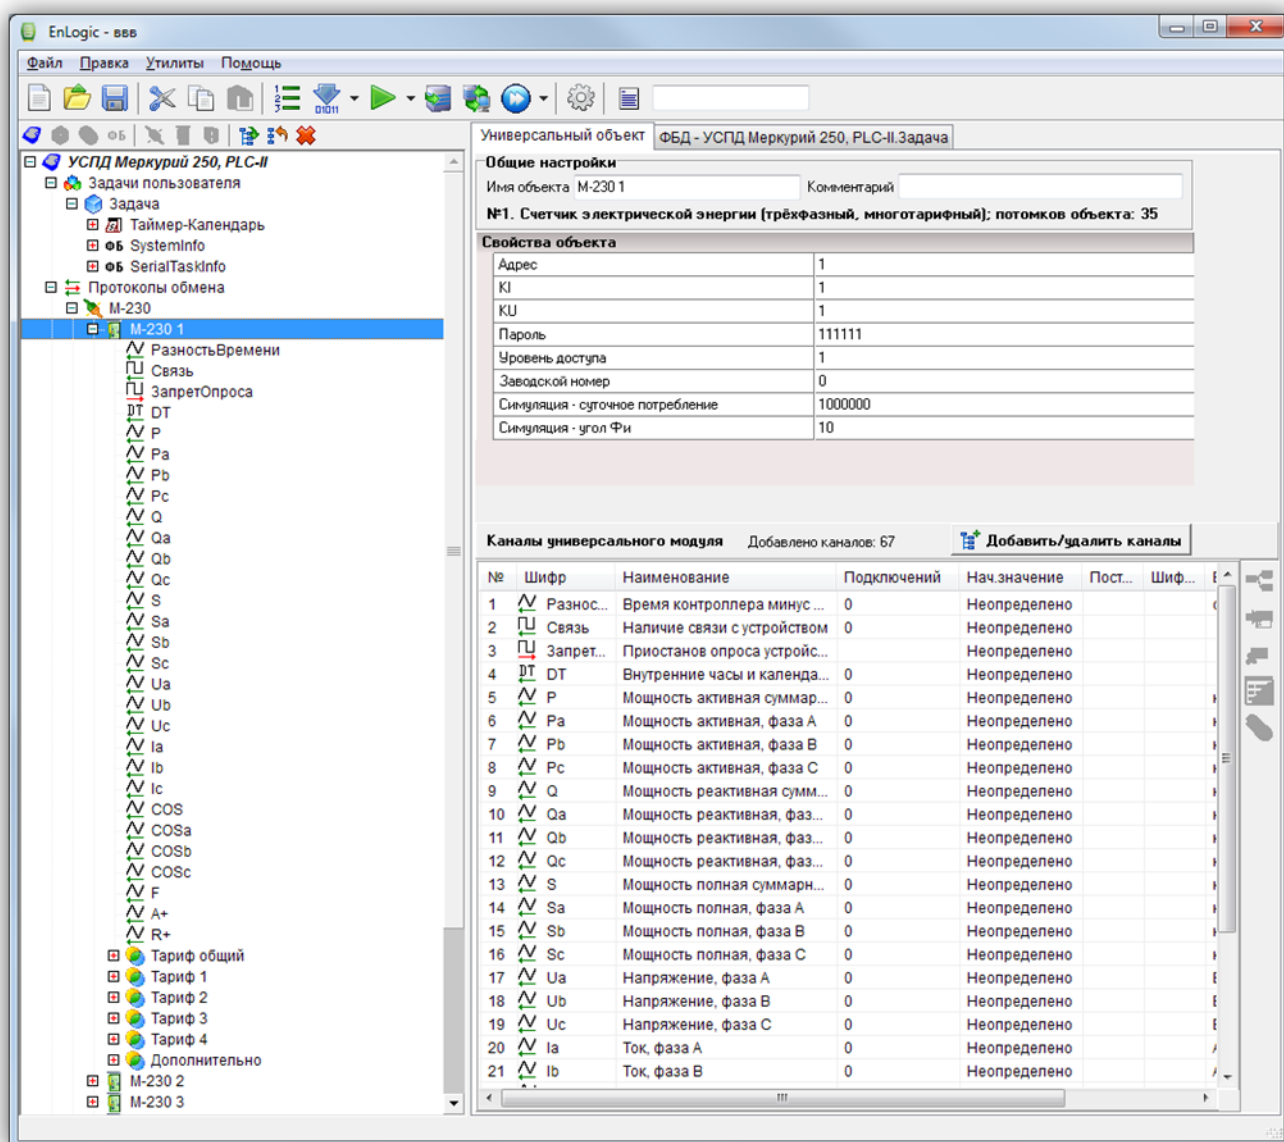 EnLogic - ввв
Файл Правка Утилиты Помощь
УСПД Меркурий 250, PLC-II
Задачи пользователя
Задача
Таймер-Календарь
ФБ SystemInfo
ФБ SerialTaskInfo
Протоколы обмена
М-230
М-230 1
РазностьВремени
Связь
ЗапретОпроса
DT DT
P
Pa
Pb
Pc
Q
Qa
Qb
Qc
S
Sa
Sb
Sc
Ua
Ub
Uc
Ia
Ib
Ic
COS
COSa
COSb
COSc
F
A+
R+
Тариф общий
Тариф 1
Тариф 2
Тариф 3
Тариф 4
Дополнительно
М-230 2
М-230 3
Универсальный объект ФБД - УСПД Меркурий 250, PLC-II.Задача
Общие настройки
Имя объекта М-230 1 Комментарий
№1. Счетчик электрической энергии (трёхфазный, многотарифный); потомков объекта: 35
Свойства объекта
Адрес 1
KI 1
KU 1
Пароль 111111
Уровень доступа 1
Заводской номер 0
Симуляция - суточное потребление 1000000
Симуляция - угол Фи 10
Каналы универсального модуля Добавлено каналов: 67 Добавить/удалить каналы
№ Шифр Наименование Подключений Нач.значение Пост... Шиф...
1 Разнос... Время контроллера минус ... 0 Неопределено
2 Связь Наличие связи с устройством 0 Неопределено
3 Запрет... Приостанов опроса устройс... Неопределено
4 DT DT Внутренние часы и календа... 0 Неопределено
5 P Мощность активная суммар... 0 Неопределено
6 Pa Мощность активная, фаза A 0 Неопределено
7 Pb Мощность активная, фаза B 0 Неопределено
8 Pc Мощность активная, фаза C 0 Неопределено
9 Q Мощность реактивная сумм... 0 Неопределено
10 Qa Мощность реактивная, фаз... 0 Неопределено
11 Qb Мощность реактивная, фаз... 0 Неопределено
12 Qc Мощность реактивная, фаз... 0 Неопределено
13 S Мощность полная суммарн... 0 Неопределено
14 Sa Мощность полная, фаза A 0 Неопределено
15 Sb Мощность полная, фаза B 0 Неопределено
16 Sc Мощность полная, фаза C 0 Неопределено
17 Ua Напряжение, фаза A 0 Неопределено
18 Ub Напряжение, фаза B 0 Неопределено
19 Uc Напряжение, фаза C 0 Неопределено
20 Ia Ток, фаза A 0 Неопределено
21 Ib Ток, фаза B 0 Неопределено